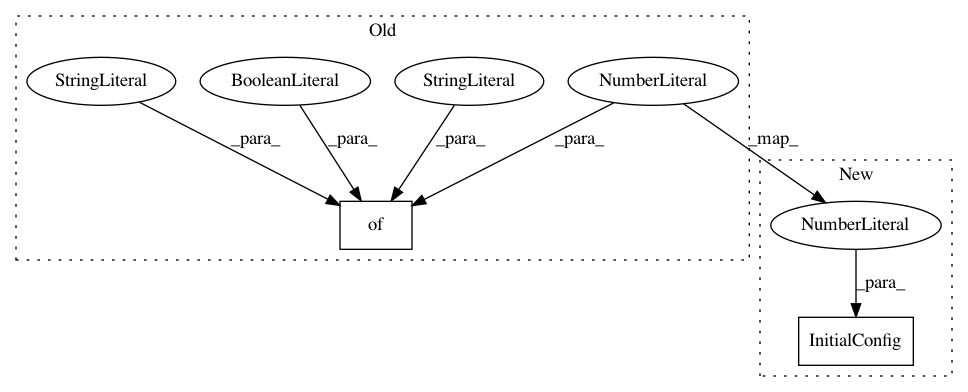 Old
StringLiteral BooleanLiteral StringLiteral NumberLiteral
_para_ _para_ _para_ _para_ _map_
New
of NumberLiteral
_para_
InitialConfig